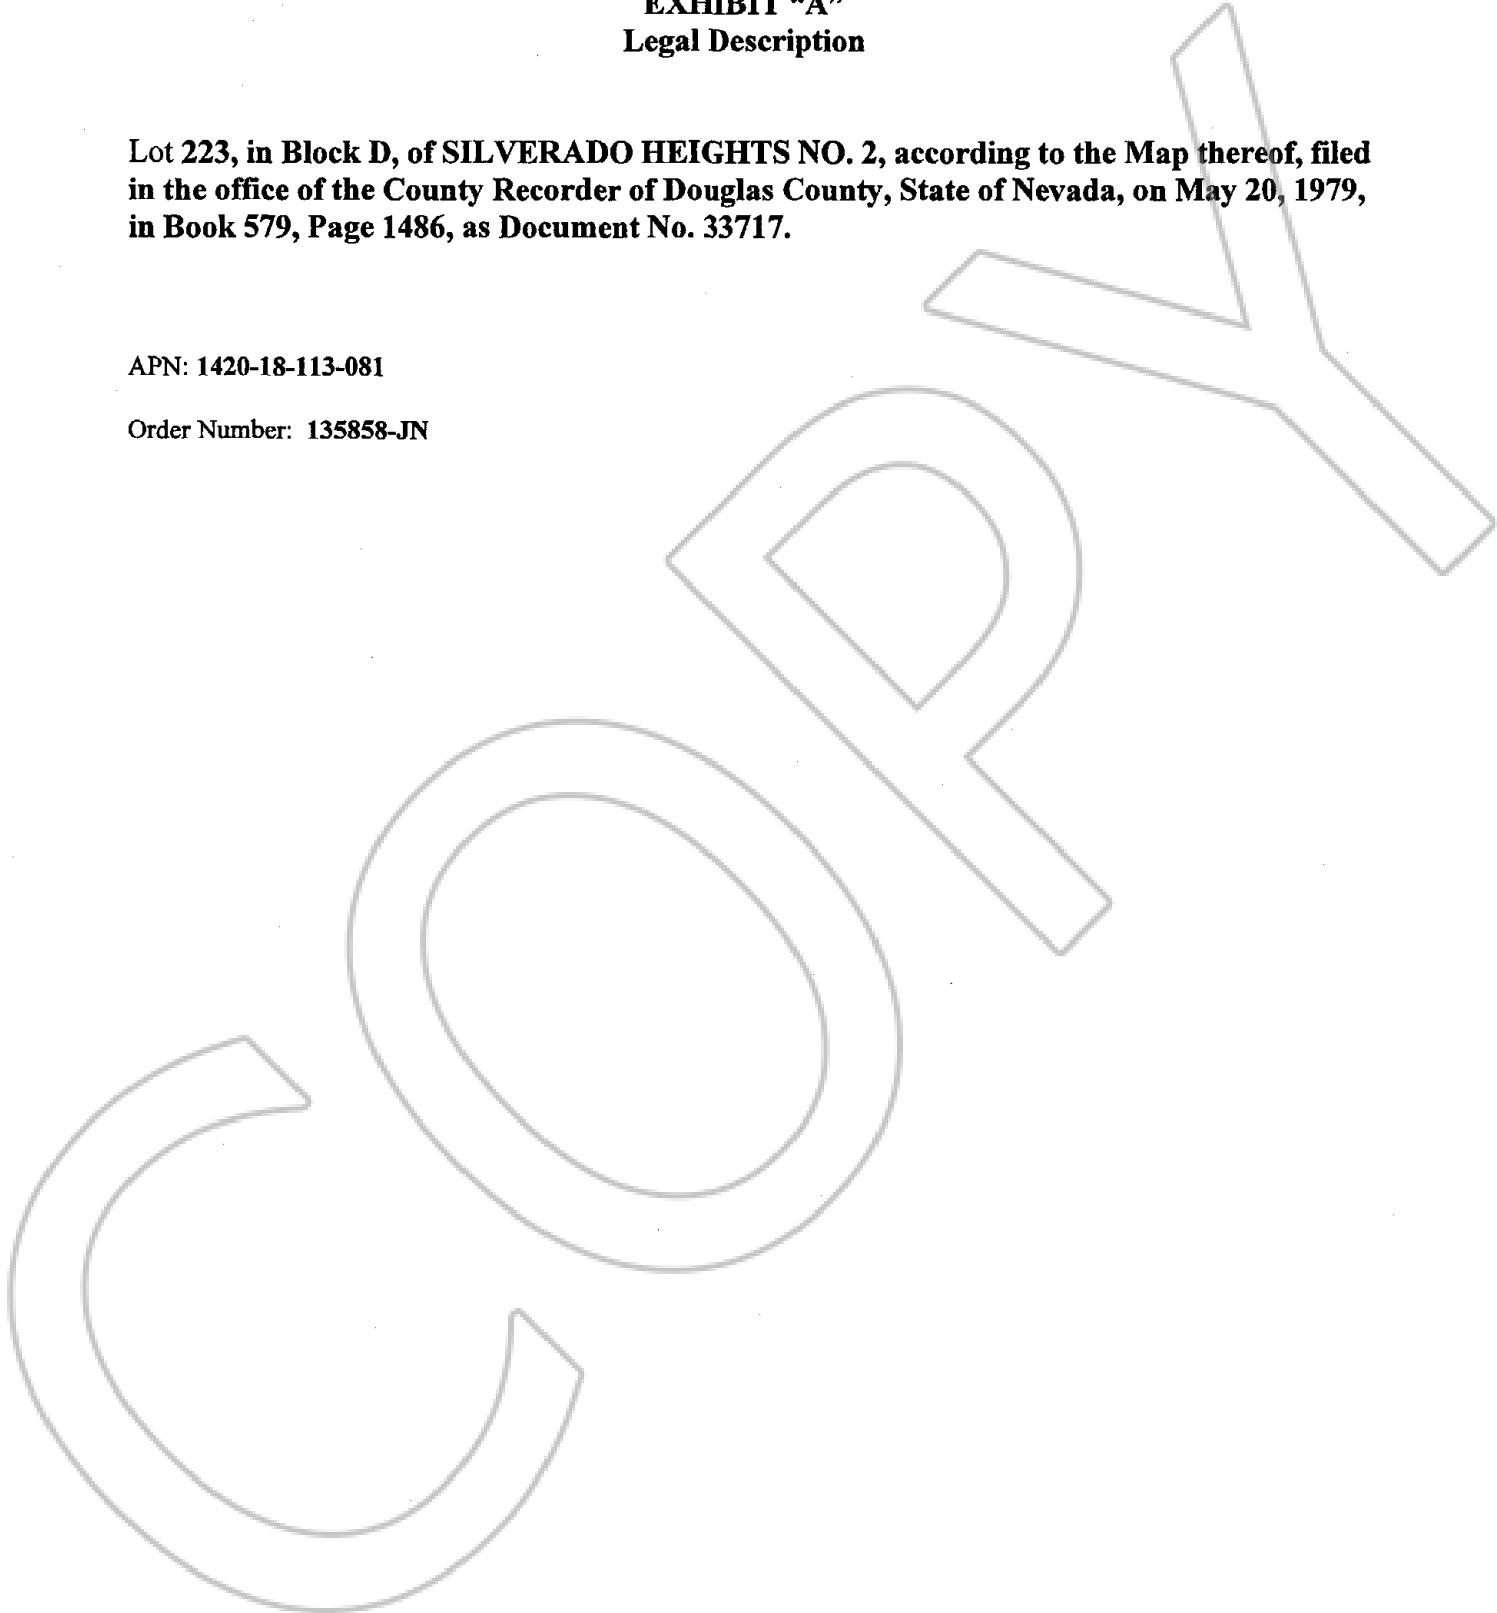 EXHIBIT “A”
Legal Description
Lot 223, in Block D, of SILVERADO HEIGHTS NO. 2, according to the Map thereof, filed
in the office of the County Recorder of Douglas County, State of Nevada, on May 20, 1979,
in Book 579, Page 1486, as Document No. 33717.
APN: 1420-18-113-081
Order Number: 135858-JN
COPY